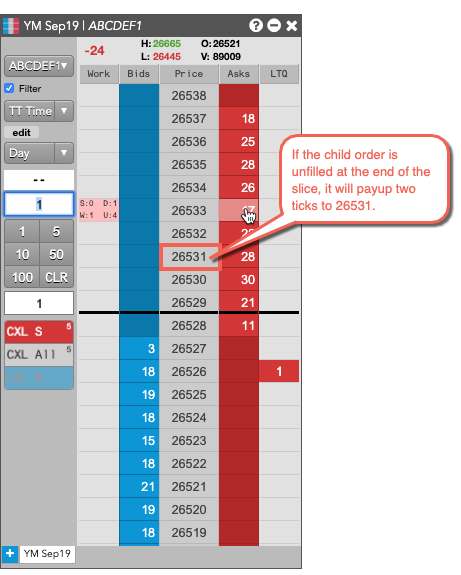 YM Sep19 | ABCDEF1
ABCDEF1
Filter
TT Time
edit
Day
--
1
1 5
10 50
100 CLR
1
CXL S 5
CXL All 5
-24
H: 26665 O: 26521
L: 26445 V: 89009
Work Bids Price Asks LTQ
26538
26537 18
26536 25
26535 28
26534 26
S:0 D:1
W:1 U:4
26533
26532
26531 28
26530 30
26529 21
26528 11
3 26527
18 26526 1
19 26525
18 26524
15 26523
18 26522
21 26521
19 26520
18 26519
If the child order is
unfilled at the end of the
slice, it will payup two
ticks to 26531.
+ YM Sep19